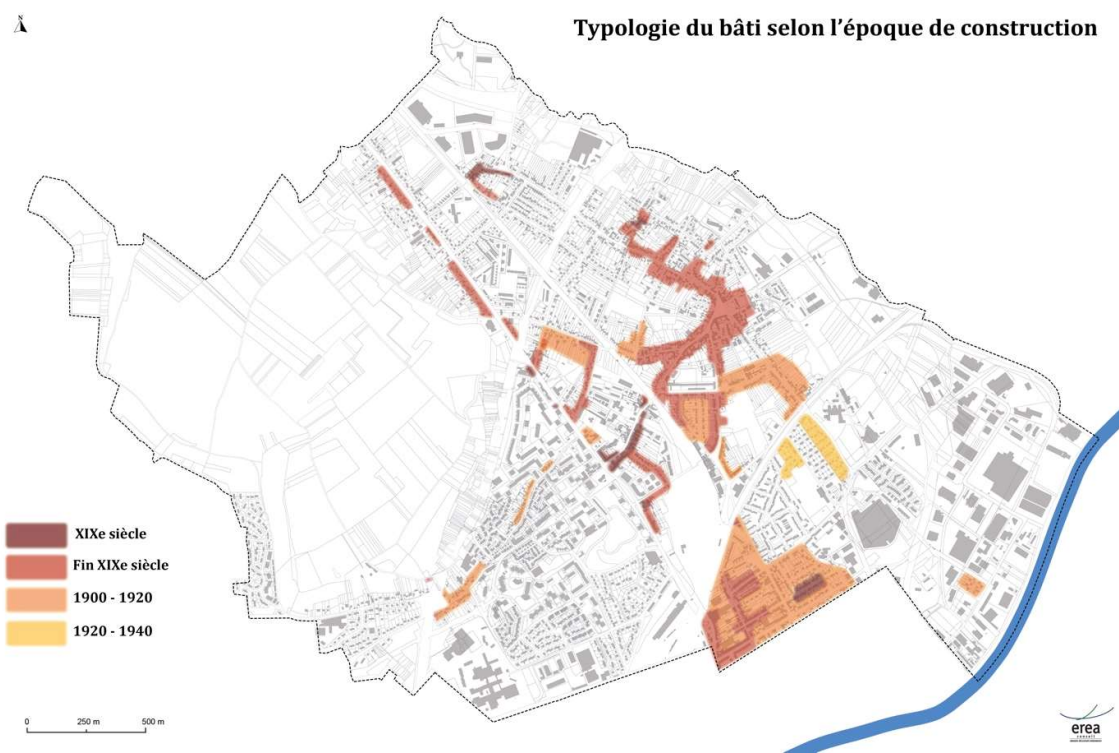 Typologie du bâti selon l'époque de construction
XIXe siècle
Fin XIXe siècle
1900 - 1920
1920 - 1940
0 250 m 500 m
erea
conseil